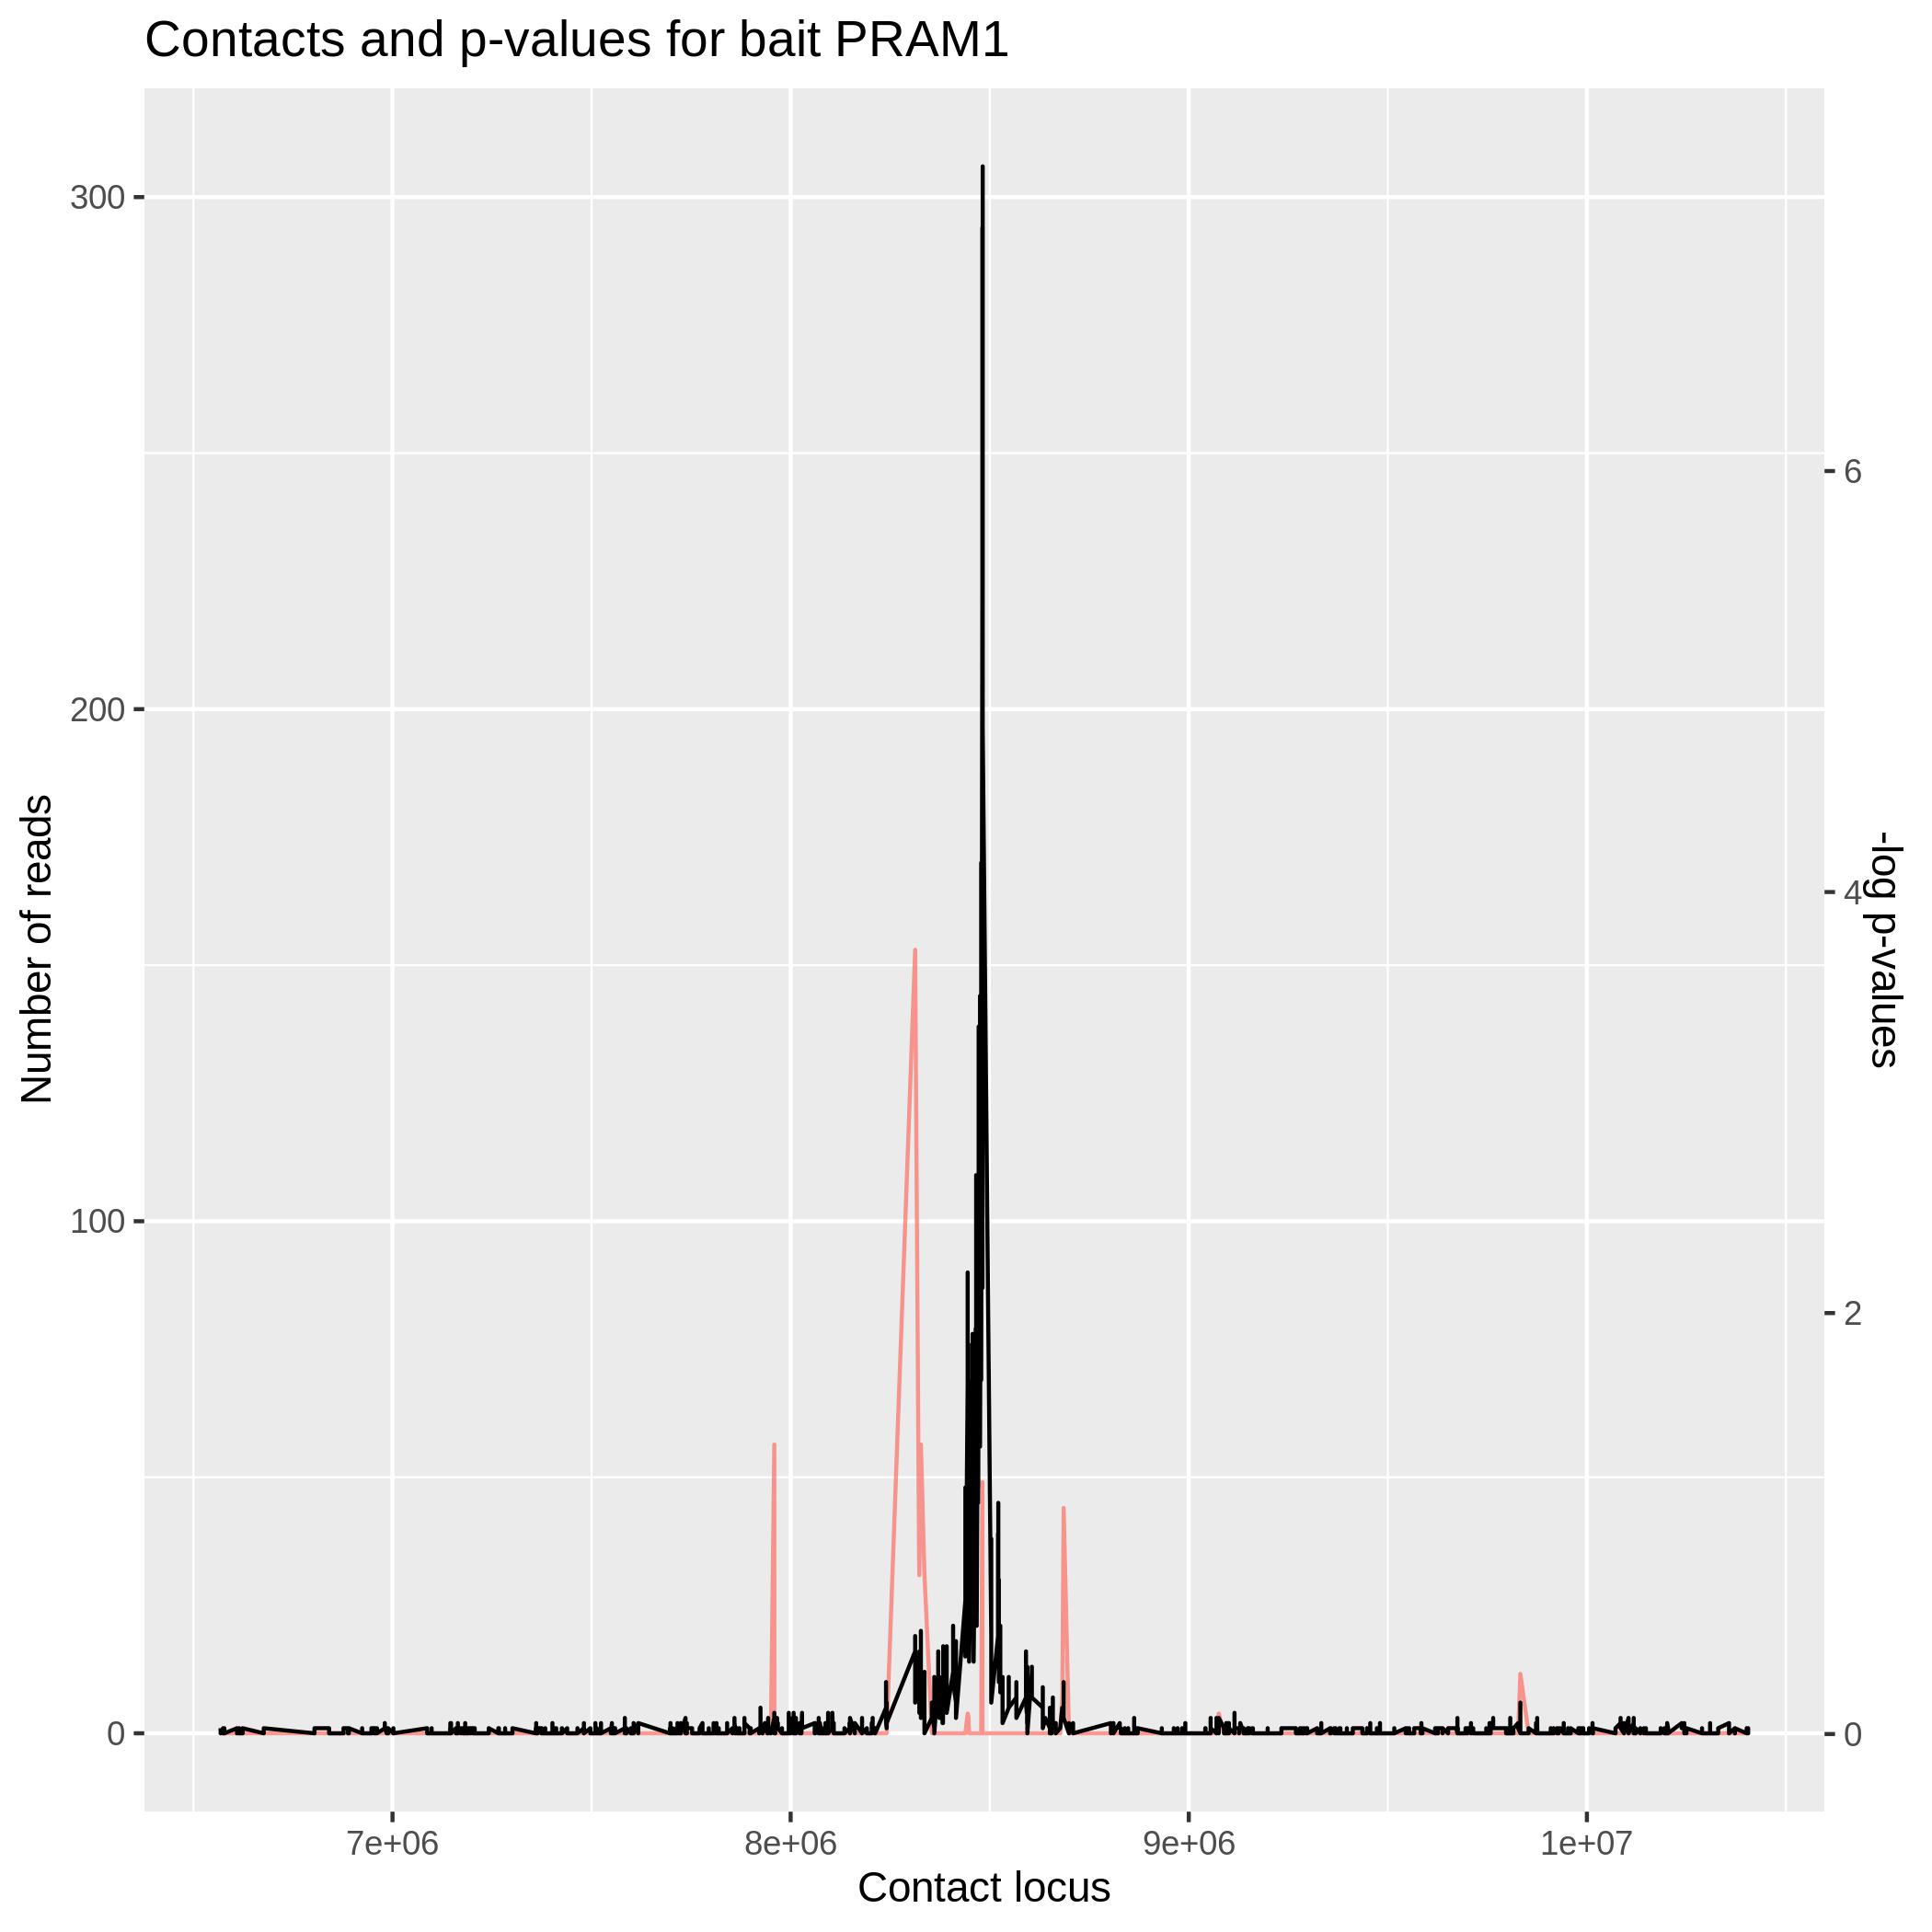 Contacts and p-values for bait PRAM1
300
200
100
0
Number of reads
6
4
2
0
-log p-values
7e+06
8e+06
9e+06
1e+07
Contact locus